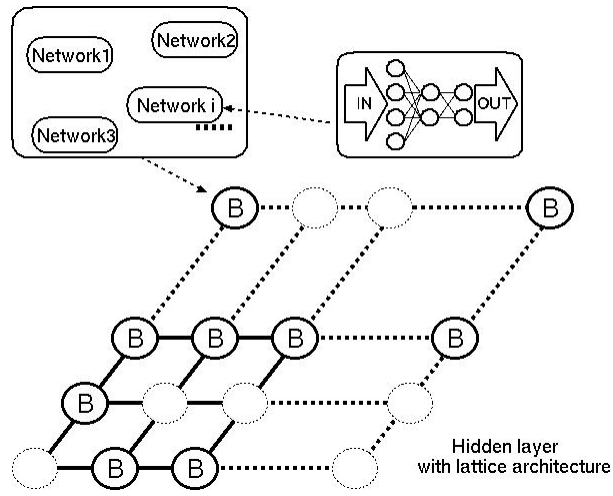 Network1
Network2
Network i
Network3
IN
OUT
B
B
B
B
B
B
B
B
B
Hidden layer
with lattice architecture